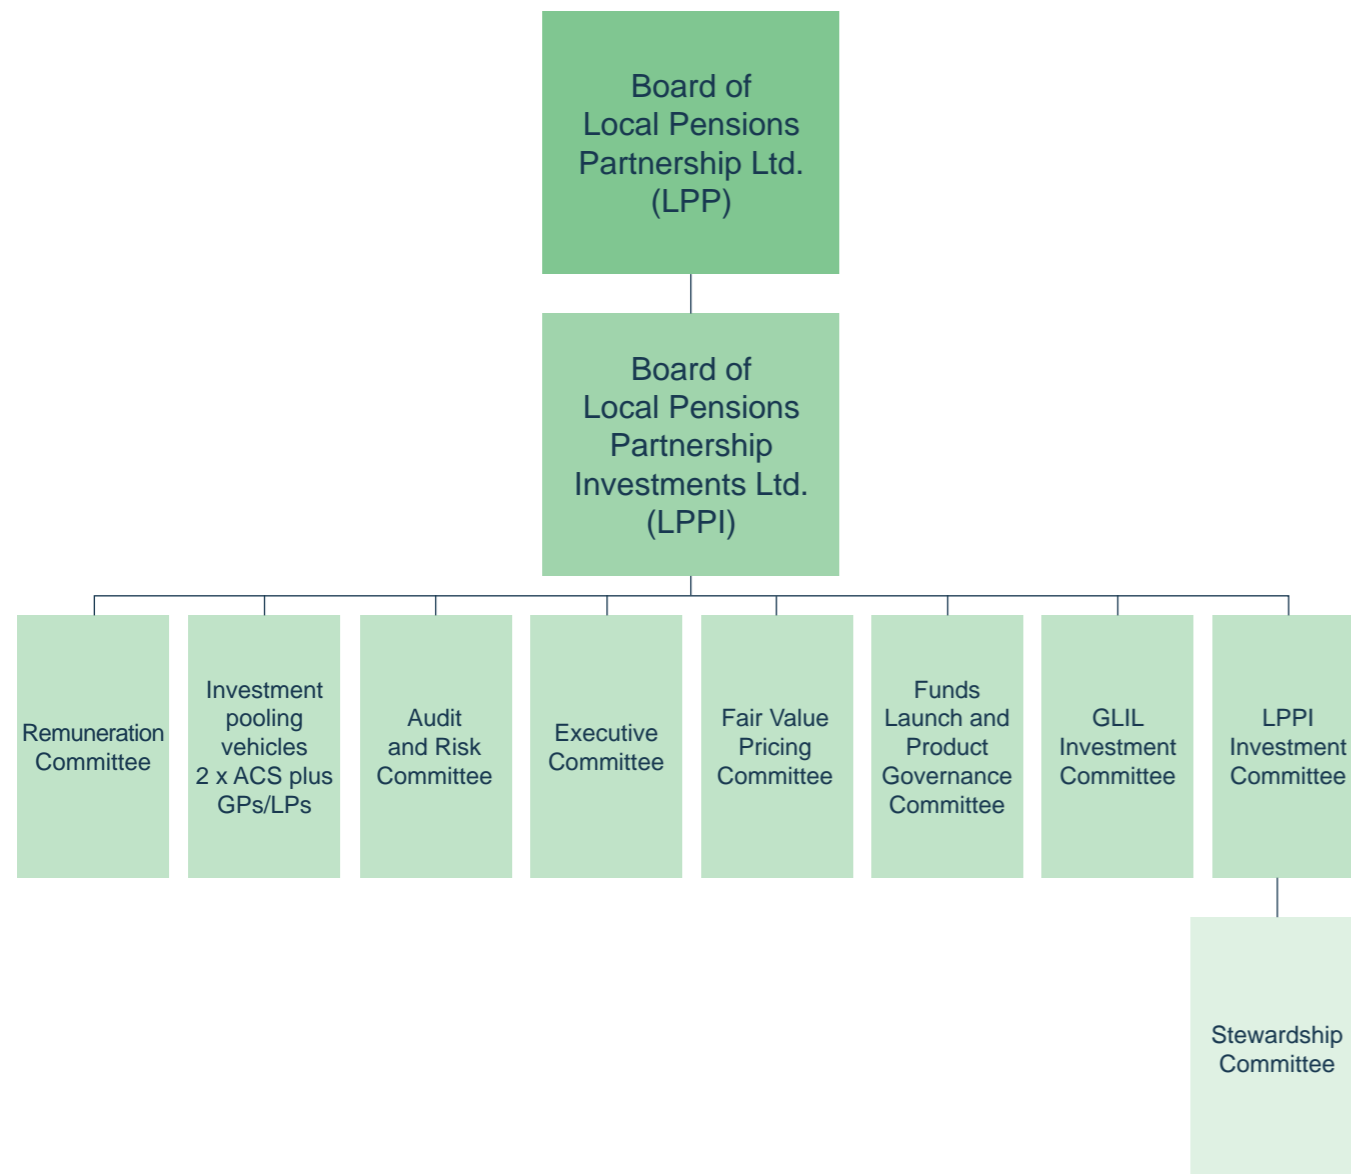 Board of
Local Pensions
Partnership Ltd.
(LPP)
Board of
Local Pensions
Partnership
Investments Ltd.
(LPPI)
Remuneration
Committee
Investment
pooling
vehicles
2 x ACS plus
GPs/LPs
Audit
and Risk
Committee
Executive
Committee
Fair Value
Pricing
Committee
Funds
Launch and
Product
Governance
Committee
GLIL
Investment
Committee
LPPI
Investment
Committee
Stewardship
Committee